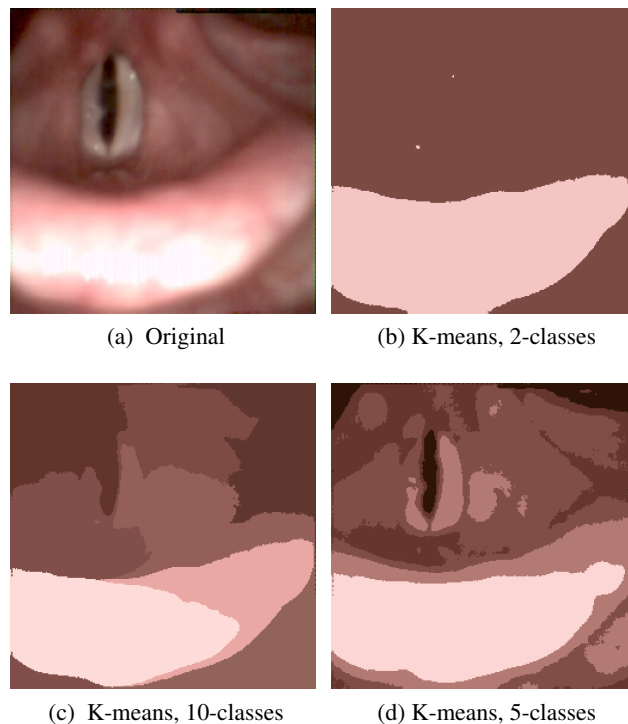 (a) Original
(b) K-means, 2-classes
(c) K-means, 10-classes
(d) K-means, 5-classes